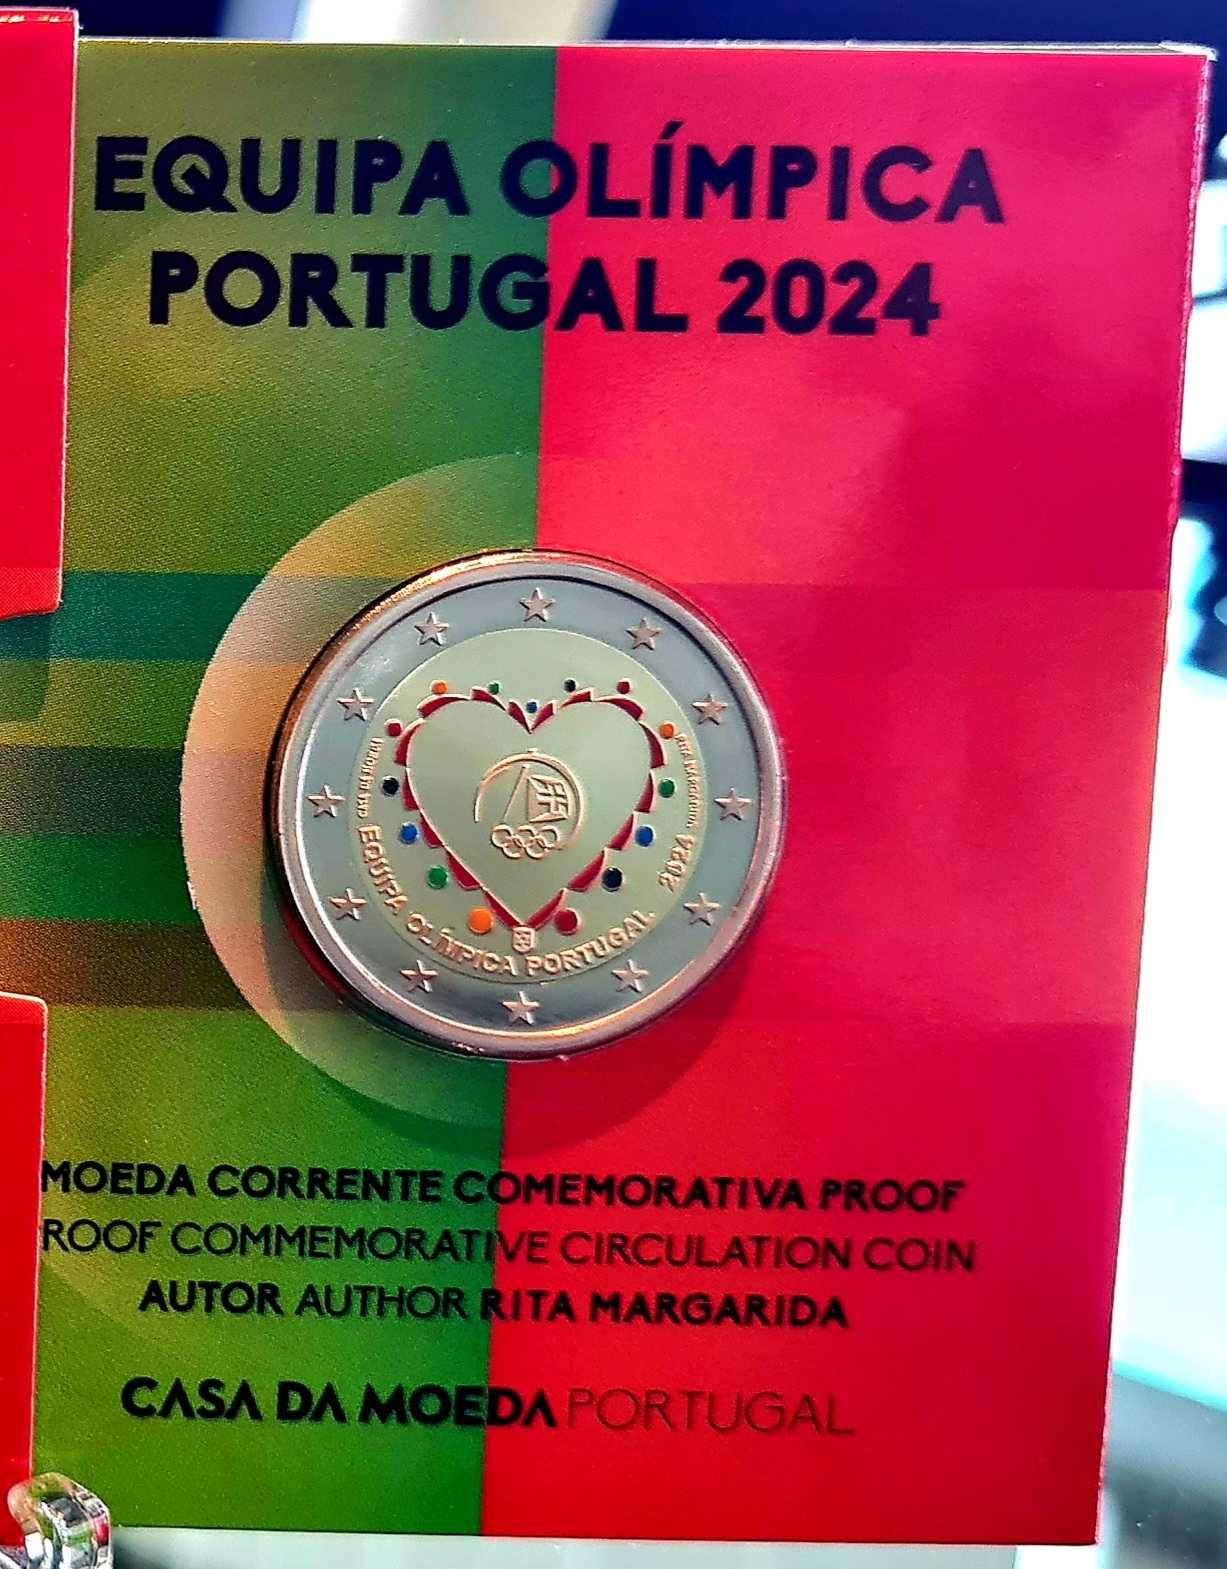 EQUIPA OLÍMPICA
PORTUGAL 2024
EQUIPA OLÍMPICA PORTUGAL 2024
MOEDA CORRENTE COMEMORATIVA PROOF
ROOF COMMEMORATIVE CIRCULATION COIN
AUTOR AUTHOR RITA MARGARIDA
CASA DA MOEDA PORTUGAL